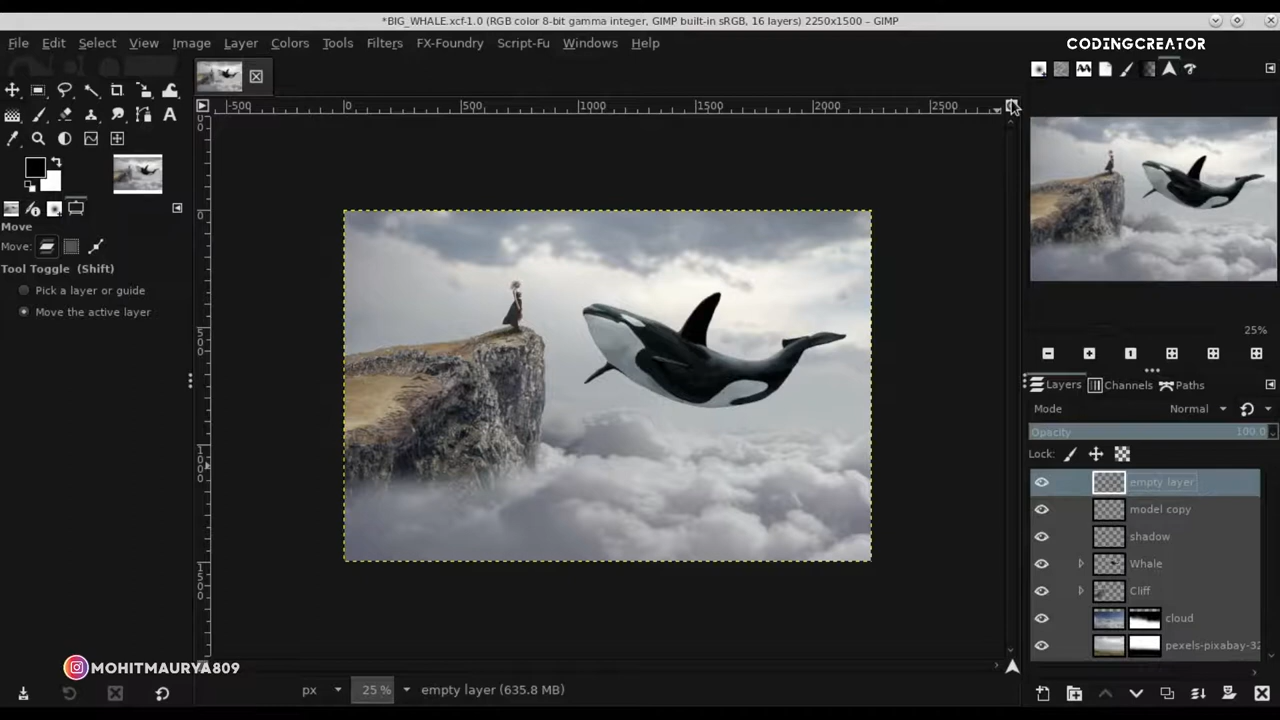 *BIG_WHALE.xcf-1.0 (RGB color 8-bit gamma integer, GIMP built-in sRGB, 16 layers) 2250x1500 – GIMP
File Edit Select View Image Layer Colors Tools Filters FX-Foundry Script-Fu Windows Help
CODINGCREATOR
-500 0 500 1000 1500 2000 2500
0
500
1000
1500
Move
Move:
Tool Toggle (Shift)
Pick a layer or guide
Move the active layer
25%
Layers Channels Paths
Mode Normal
Opacity 100.0
Lock:
empty layer
model copy
shadow
Whale
Cliff
cloud
pexels-pixabay-32
MOHITMAURYA809
px 25 % empty layer (635.8 MB)